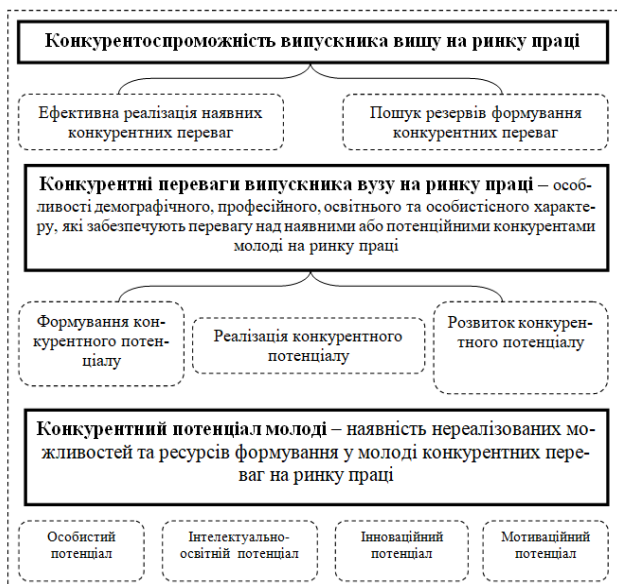 Конкурентоспроможність випускника вишу на ринку праці
Ефективна реалізація наявних
конкурентних переваг
Пошук резервів формування
конкурентних переваг
Конкурентні переваги випускника вузу на ринку праці – особ-
ливості демографічного, професійного, освітнього та особистісного характе-
ру, які забезпечують перевагу над наявними або потенційними конкурентами
молоді на ринку праці
Формування кон-
курентного потен-
ціалу
Реалізація конкурентного
потенціалу
Розвиток конкурен-
тного потенціалу
Конкурентний потенціал молоді – наявність нереалізованих мо-
жливостей та ресурсів формування у молоді конкурентних пере-
ваг на ринку праці
Особистий
потенціал
Інтелектуально-
освітній потенціал
Інноваційний
потенціал
Мотиваційний
потенціал